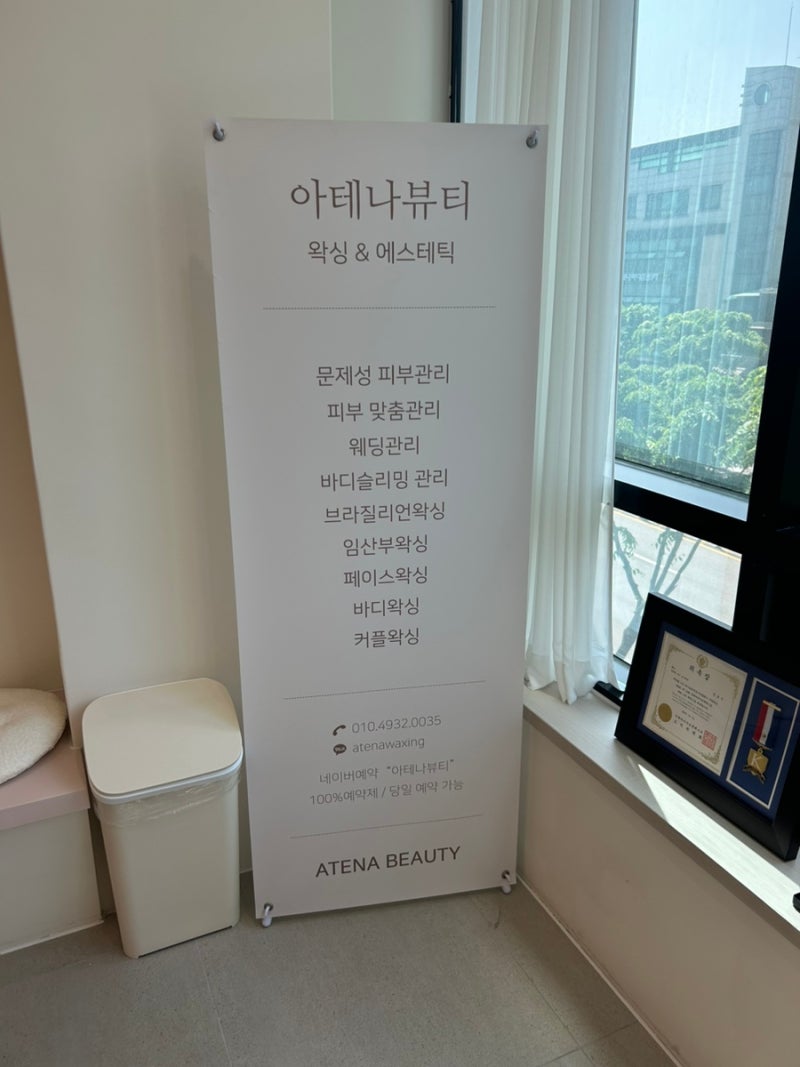 아테나뷰티
왁싱 & 에스테틱
문제성 피부관리
피부 맞춤관리
웨딩관리
바디슬리밍 관리
브라질리언왁싱
임산부왁싱
페이스왁싱
바디왁싱
커플왁싱
010.4932.0035
atenawaxing
네이버예약 “아테나뷰티”
100%예약제 / 당일 예약 가능
ATENA BEAUTY